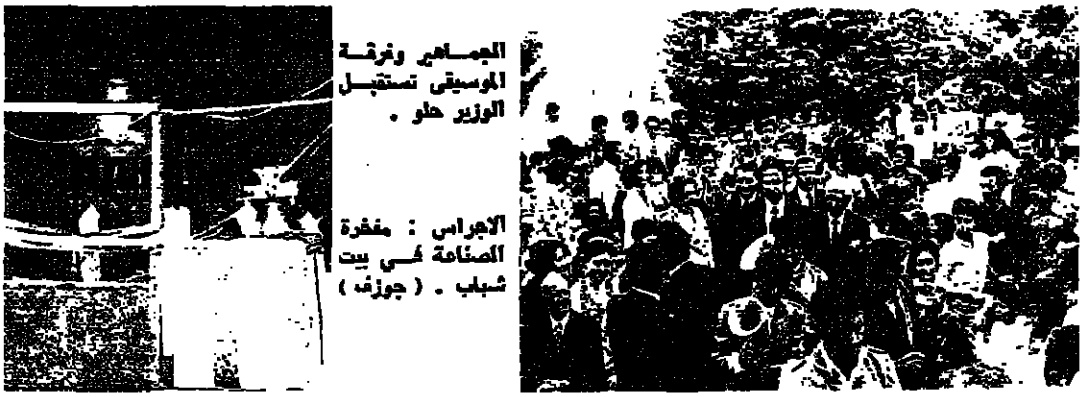 الجماهير وفرقة
الموسيقى تستقبل
الوزير حلو .
الاجراس : مفخرة
الصناعة في بيت
شباب . ( جوزف )